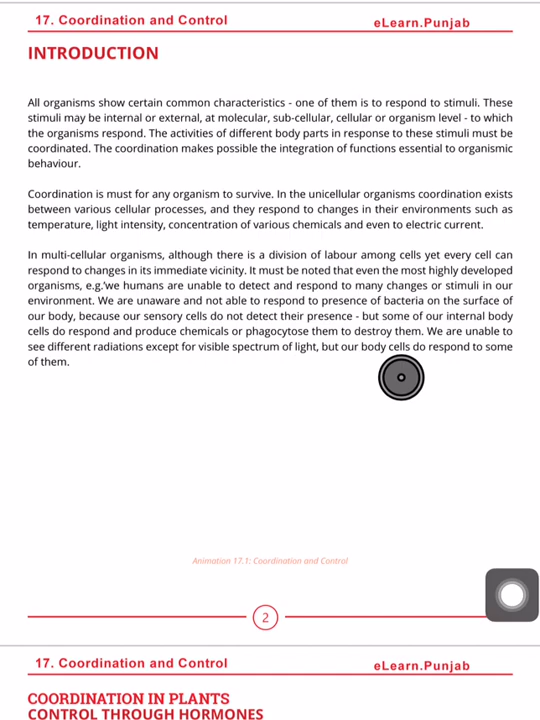 17. Coordination and Control
eLearn.Punjab
INTRODUCTION
All organisms show certain common characteristics - one of them is to respond to stimuli. These
stimuli may be internal or external, at molecular, sub-cellular, cellular or organism level - to which
the organisms respond. The activities of different body parts in response to these stimuli must be
coordinated. The coordination makes possible the integration of functions essential to organismic
behaviour.
Coordination is must for any organism to survive. In the unicellular organisms coordination exists
between various cellular processes, and they respond to changes in their environments such as
temperature, light intensity, concentration of various chemicals and even to electric current.
In multi-cellular organisms, although there is a division of labour among cells yet every cell can
respond to changes in its immediate vicinity. It must be noted that even the most highly developed
organisms, e.g.'we humans are unable to detect and respond to many changes or stimuli in our
environment. We are unaware and not able to respond to presence of bacteria on the surface of
our body, because our sensory cells do not detect their presence - but some of our internal body
cells do respond and produce chemicals or phagocytose them to destroy them. We are unable to
see different radiations except for visible spectrum of light, but our body cells do respond to some
of them.
Animation 17.1: Coordination and Control
2
17. Coordination and Control
eLearn.Punjab
COORDINATION IN PLANTS
CONTROL THROUGH HORMONES